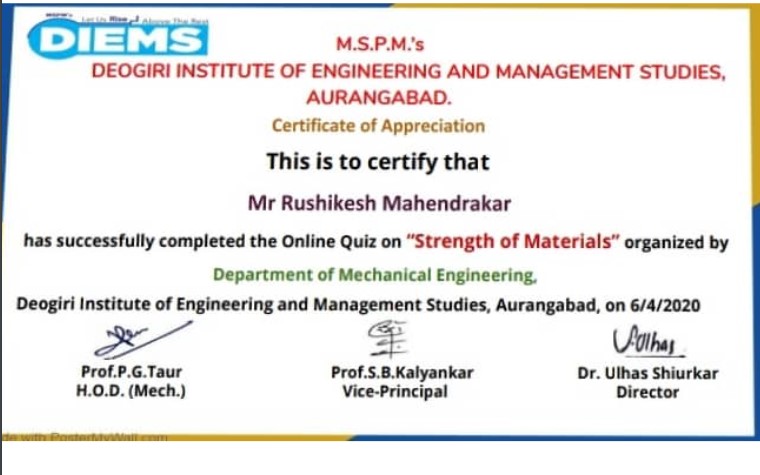 Let Us Rise Above The Rest
DIEMS
M.S.P.M.'s
DEOGIRI INSTITUTE OF ENGINEERING AND MANAGEMENT STUDIES,
AURANGABAD.
Certificate of Appreciation
This is to certify that
Mr Rushikesh Mahendrakar
has successfully completed the Online Quiz on "Strength of Materials" organized by
Department of Mechanical Engineering,
Deogiri Institute of Engineering and Management Studies, Aurangabad, on 6/4/2020
Prof.P.G.Taur Prof.S.B.Kalyankar Dr. Ulhas Shiurkar
H.O.D. (Mech.) Vice-Principal Director
de with PosterMyWall.com